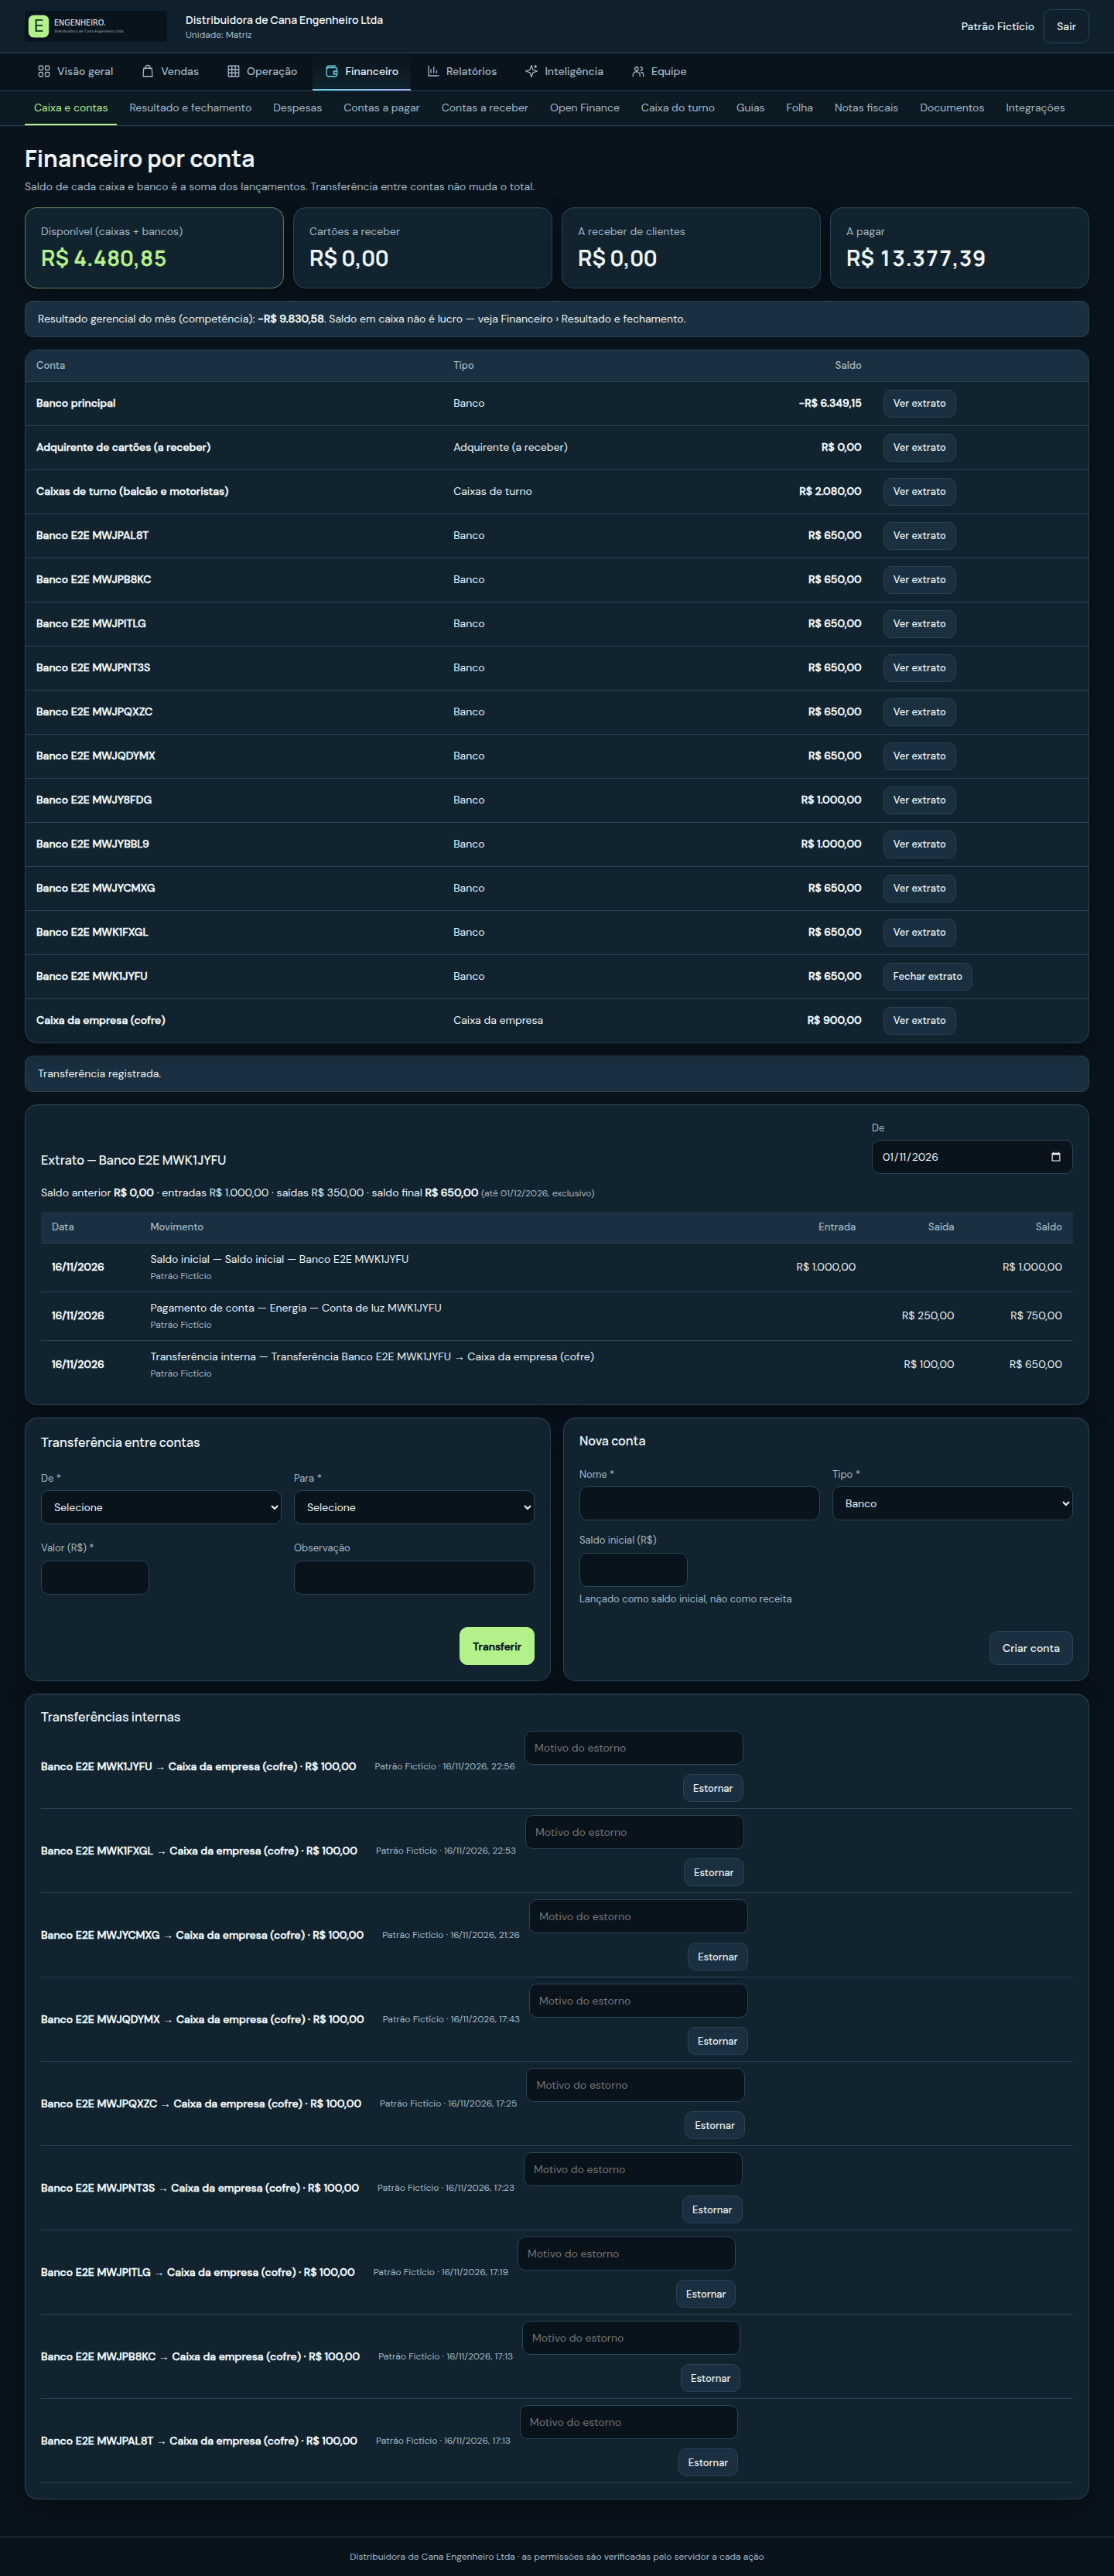 E ENGENHEIRO.
Distribuidora de Cana Engenheiro Ltda
Distribuidora de Cana Engenheiro Ltda
Unidade: Matriz
Patrão Fictício Sair
Visão geral Vendas Operação Financeiro Relatórios Inteligência Equipe
Caixa e contas Resultado e fechamento Despesas Contas a pagar Contas a receber Open Finance Caixa do turno Guias Folha Notas fiscais Documentos Integrações
Financeiro por conta
Saldo de cada caixa e banco é a soma dos lançamentos. Transferência entre contas não muda o total.
Disponível (caixas + bancos) Cartões a receber A receber de clientes A pagar
R$ 4.480,85 R$ 0,00 R$ 0,00 R$ 13.377,39
Resultado gerencial do mês (competência): -R$ 9.830,58. Saldo em caixa não é lucro — veja Financeiro › Resultado e fechamento.
Conta Tipo Saldo
Banco principal Banco -R$ 6.349,15 Ver extrato
Adquirente de cartões (a receber) Adquirente (a receber) R$ 0,00 Ver extrato
Caixas de turno (balcão e motoristas) Caixas de turno R$ 2.080,00 Ver extrato
Banco E2E MWJPAL8T Banco R$ 650,00 Ver extrato
Banco E2E MWJPB8KC Banco R$ 650,00 Ver extrato
Banco E2E MWJPITLG Banco R$ 650,00 Ver extrato
Banco E2E MWJPNT3S Banco R$ 650,00 Ver extrato
Banco E2E MWJPQXZC Banco R$ 650,00 Ver extrato
Banco E2E MWJQDYMX Banco R$ 650,00 Ver extrato
Banco E2E MWJY8FDG Banco R$ 1.000,00 Ver extrato
Banco E2E MWJYBBL9 Banco R$ 1.000,00 Ver extrato
Banco E2E MWJYCMXG Banco R$ 650,00 Ver extrato
Banco E2E MWK1FXGL Banco R$ 650,00 Ver extrato
Banco E2E MWK1JYFU Banco R$ 650,00 Fechar extrato
Caixa da empresa (cofre) Caixa da empresa R$ 900,00 Ver extrato
Transferência registrada.
De
Extrato — Banco E2E MWK1JYFU 01/11/2026
Saldo anterior R$ 0,00 · entradas R$ 1.000,00 · saídas R$ 350,00 · saldo final R$ 650,00 (até 01/12/2026, exclusivo)
Data Movimento Entrada Saída Saldo
16/11/2026 Saldo inicial — Saldo inicial — Banco E2E MWK1JYFU R$ 1.000,00 R$ 1.000,00
Patrão Fictício
16/11/2026 Pagamento de conta — Energia — Conta de luz MWK1JYFU R$ 250,00 R$ 750,00
Patrão Fictício
16/11/2026 Transferência interna — Transferência Banco E2E MWK1JYFU → Caixa da empresa (cofre) R$ 100,00 R$ 650,00
Patrão Fictício
Transferência entre contas
De * Para *
Selecione Selecione
Valor (R$) * Observação
Transferir
Nova conta
Nome * Tipo *
Banco
Saldo inicial (R$)
Lançado como saldo inicial, não como receita
Criar conta
Transferências internas
Banco E2E MWK1JYFU → Caixa da empresa (cofre) · R$ 100,00 Patrão Fictício · 16/11/2026, 22:56 Motivo do estorno
Estornar
Banco E2E MWK1FXGL → Caixa da empresa (cofre) · R$ 100,00 Patrão Fictício · 16/11/2026, 22:53 Motivo do estorno
Estornar
Banco E2E MWJYCMXG → Caixa da empresa (cofre) · R$ 100,00 Patrão Fictício · 16/11/2026, 21:26 Motivo do estorno
Estornar
Banco E2E MWJQDYMX → Caixa da empresa (cofre) · R$ 100,00 Patrão Fictício · 16/11/2026, 17:43 Motivo do estorno
Estornar
Banco E2E MWJPQXZC → Caixa da empresa (cofre) · R$ 100,00 Patrão Fictício · 16/11/2026, 17:25 Motivo do estorno
Estornar
Banco E2E MWJPNT3S → Caixa da empresa (cofre) · R$ 100,00 Patrão Fictício · 16/11/2026, 17:23 Motivo do estorno
Estornar
Banco E2E MWJPITLG → Caixa da empresa (cofre) · R$ 100,00 Patrão Fictício · 16/11/2026, 17:19 Motivo do estorno
Estornar
Banco E2E MWJPB8KC → Caixa da empresa (cofre) · R$ 100,00 Patrão Fictício · 16/11/2026, 17:13 Motivo do estorno
Estornar
Banco E2E MWJPAL8T → Caixa da empresa (cofre) · R$ 100,00 Patrão Fictício · 16/11/2026, 17:13 Motivo do estorno
Estornar
Distribuidora de Cana Engenheiro Ltda · as permissões são verificadas pelo servidor a cada ação